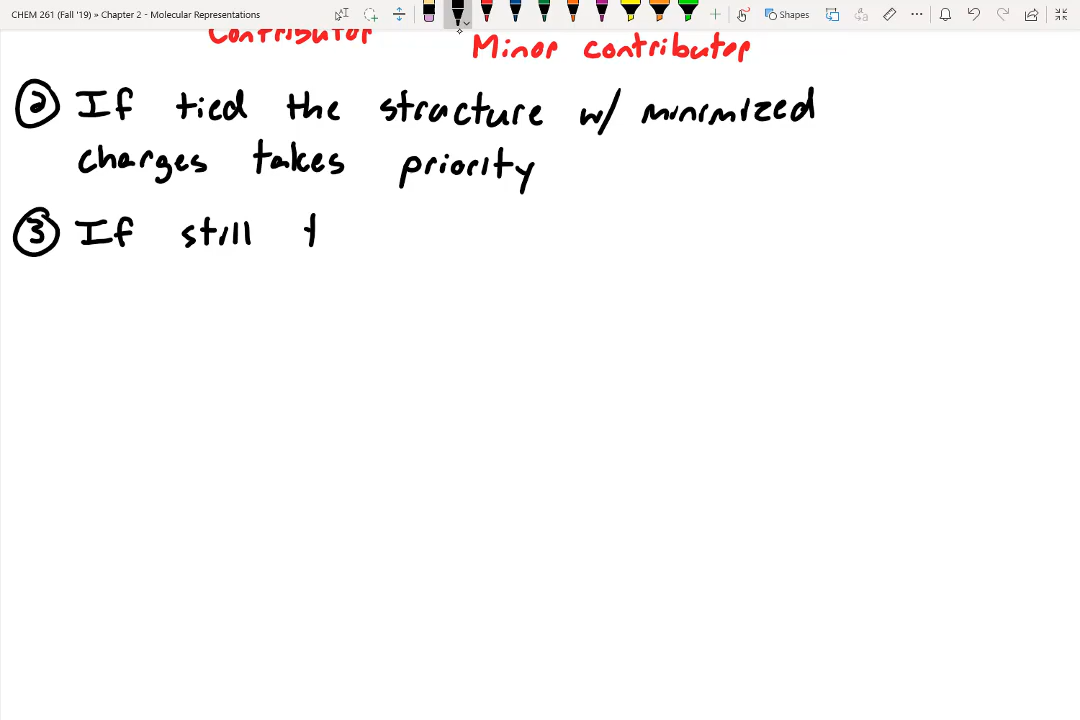 CHEM 261 (Fall '19) » Chapter 2 - Molecular Representations
Shapes
Contributor
Minor contributor
② If tied the structure w/ minimized
charges takes priority
③ If still t